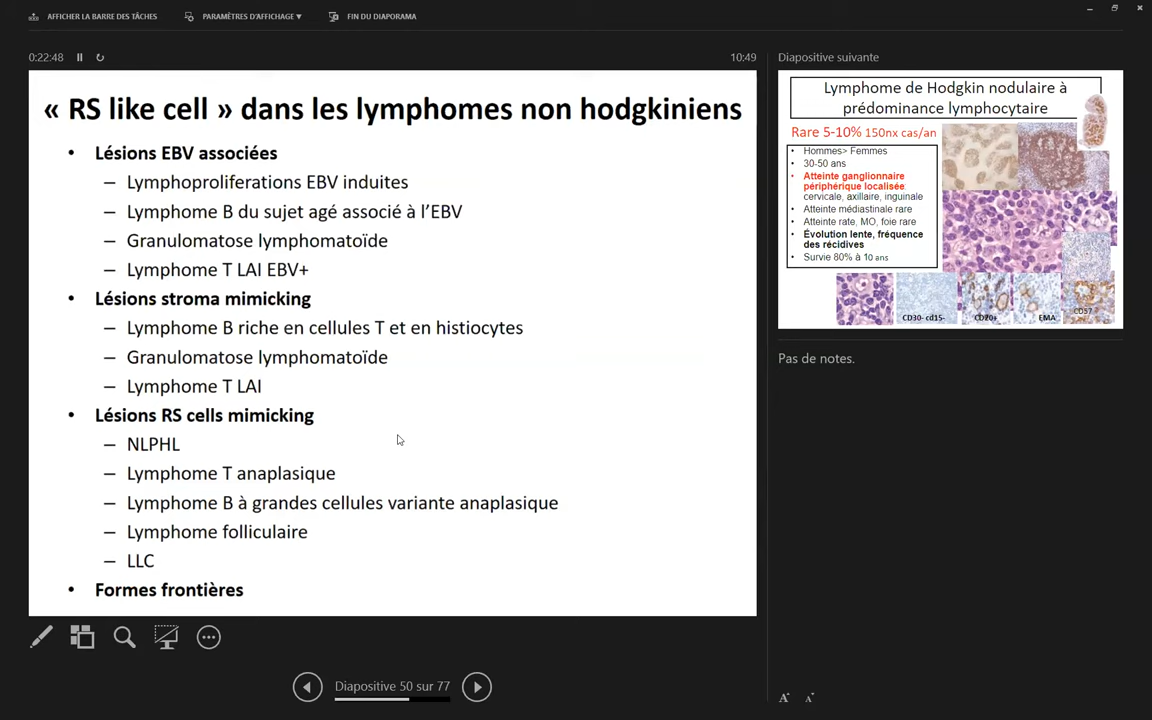 AFFICHER LA BARRE DES TÂCHES
PARAMÈTRES D'AFFICHAGE ▾
FIN DU DIAPORAMA
0:22:48
10:49
« RS like cell » dans les lymphomes non hodgkiniens
• Lésions EBV associées
– Lymphoproliferations EBV induites
– Lymphome B du sujet agé associé à l’EBV
– Granulomatose lymphomatoïde
– Lymphome T LAI EBV+
• Lésions stroma mimicking
– Lymphome B riche en cellules T et en histiocytes
– Granulomatose lymphomatoïde
– Lymphome T LAI
• Lésions RS cells mimicking
– NLPHL
– Lymphome T anaplasique
– Lymphome B à grandes cellules variante anaplasique
– Lymphome folliculaire
– LLC
• Formes frontières
Diapositive 50 sur 77
Diapositive suivante
Lymphome de Hodgkin nodulaire à
prédominance lymphocytaire
Rare 5-10% 150nx cas/an
• Hommes> Femmes
• 30-50 ans
• Atteinte ganglionnaire
périphérique localisée
cervicale, axillaire, inguinale
• Atteinte médiastinale rare
• Atteinte rate, MO, foie rare
• Évolution lente, fréquence
des récidives
• Survie 80% à 10 ans
CD30- cd15-
CD20+
EMA
CD57
Pas de notes.
A A